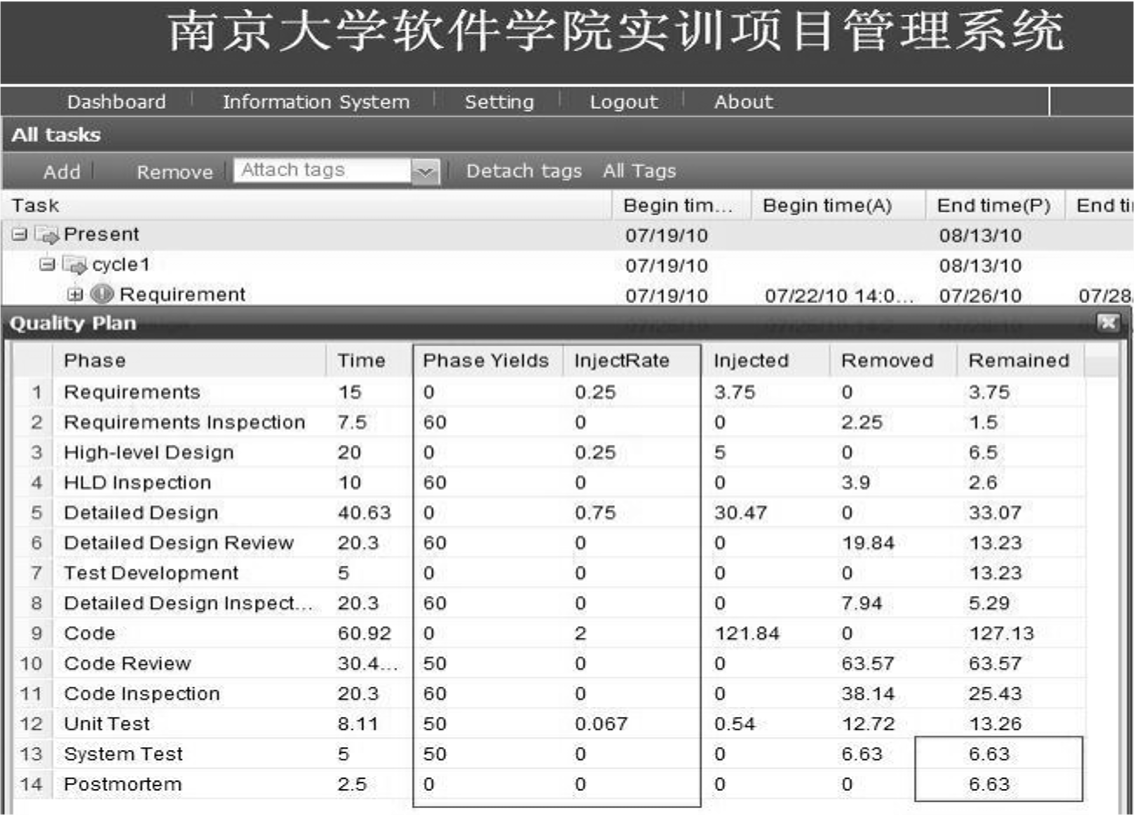 南京大学软件学院实训项目管理系统
Dashboard Information System Setting Logout About
All tasks
Add Remove Attach tags Detach tags All Tags
Task Begin tim... Begin time(A) End time(P) End ti
Present 07/19/10 08/13/10
cycle1 07/19/10 08/13/10
Requirement 07/19/10 07/22/10 14:0... 07/26/10 07/28
Quality Plan
Phase Time Phase Yields InjectRate Injected Removed Remained
1 Requirements 15 0 0.25 3.75 0 3.75
2 Requirements Inspection 7.5 60 0 0 2.25 1.5
3 High-level Design 20 0 0.25 5 0 6.5
4 HLD Inspection 10 60 0 0 3.9 2.6
5 Detailed Design 40.63 0 0.75 30.47 0 33.07
6 Detailed Design Review 20.3 60 0 0 19.84 13.23
7 Test Development 5 0 0 0 0 13.23
8 Detailed Design Inspect... 20.3 60 0 0 7.94 5.29
9 Code 60.92 0 2 121.84 0 127.13
10 Code Review 30.4... 50 0 0 63.57 63.57
11 Code Inspection 20.3 60 0 0 38.14 25.43
12 Unit Test 8.11 50 0.067 0.54 12.72 13.26
13 System Test 5 50 0 0 6.63 6.63
14 Postmortem 2.5 0 0 0 0 6.63